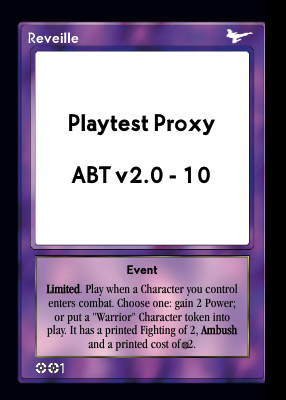 Reveille
Playtest Proxy
ABT v2.0 - 10
Event
Limited. Play when a Character you control
enters combat. Choose one: gain 2 Power;
or put a "Warrior" Character token into
play. It has a printed Fighting of 2, Ambush
and a printed cost of 2.
1